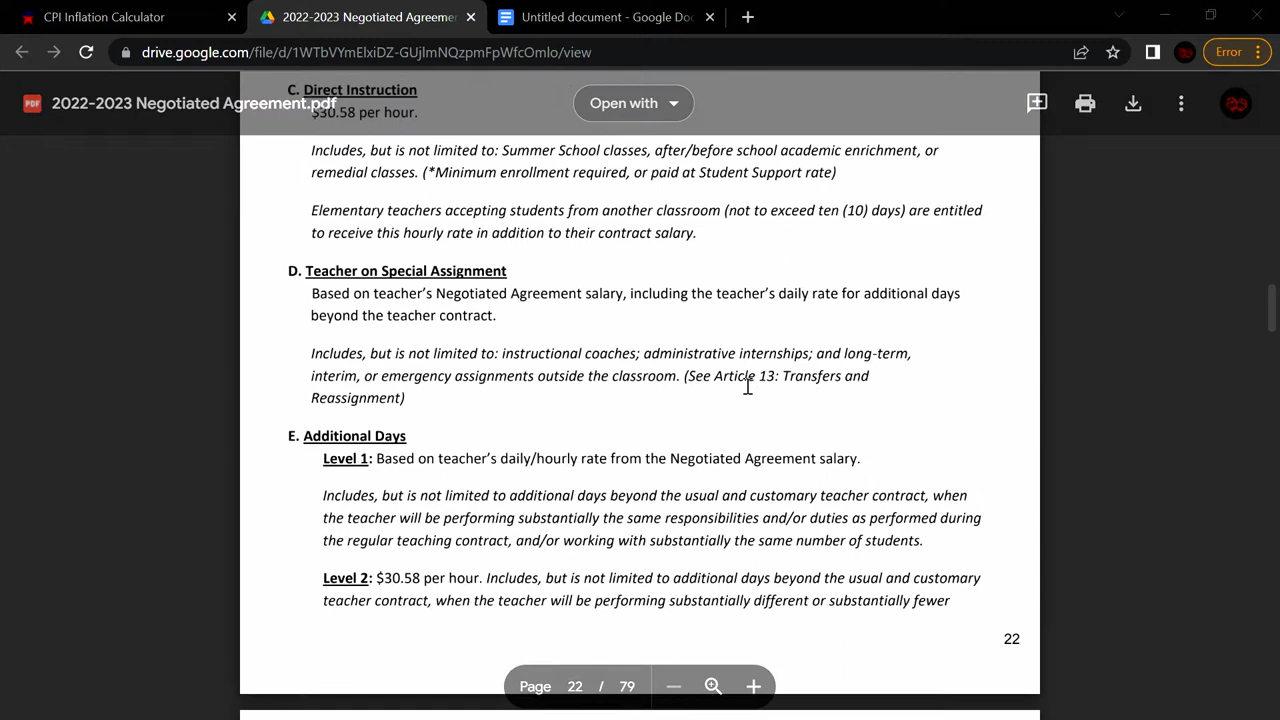 CPI Inflation Calculator
2022-2023 Negotiated Agreemer
Untitled document - Google Doc
drive.google.com/file/d/1WTbVYmElxiDZ-GUjlmNQzpmFpWfcOmIo/view
Error
C. Direct Instruction
PDF
2022-2023 Negotiated Agreement.pdf
Open with
$30.58 per hour.
Includes, but is not limited to: Summer School classes, after/before school academic enrichment, or
remedial classes. (*Minimum enrollment required, or paid at Student Support rate)
Elementary teachers accepting students from another classroom (not to exceed ten (10) days) are entitled
to receive this hourly rate in addition to their contract salary.
D. Teacher on Special Assignment
Based on teacher’s Negotiated Agreement salary, including the teacher’s daily rate for additional days
beyond the teacher contract.
Includes, but is not limited to: instructional coaches; administrative internships; and long-term,
interim, or emergency assignments outside the classroom. (See Article 13: Transfers and
Reassignment)
E. Additional Days
Level 1: Based on teacher’s daily/hourly rate from the Negotiated Agreement salary.
Includes, but is not limited to additional days beyond the usual and customary teacher contract, when
the teacher will be performing substantially the same responsibilities and/or duties as performed during
the regular teaching contract, and/or working with substantially the same number of students.
Level 2: $30.58 per hour. Includes, but is not limited to additional days beyond the usual and customary
teacher contract, when the teacher will be performing substantially different or substantially fewer
22
Page 22 / 79